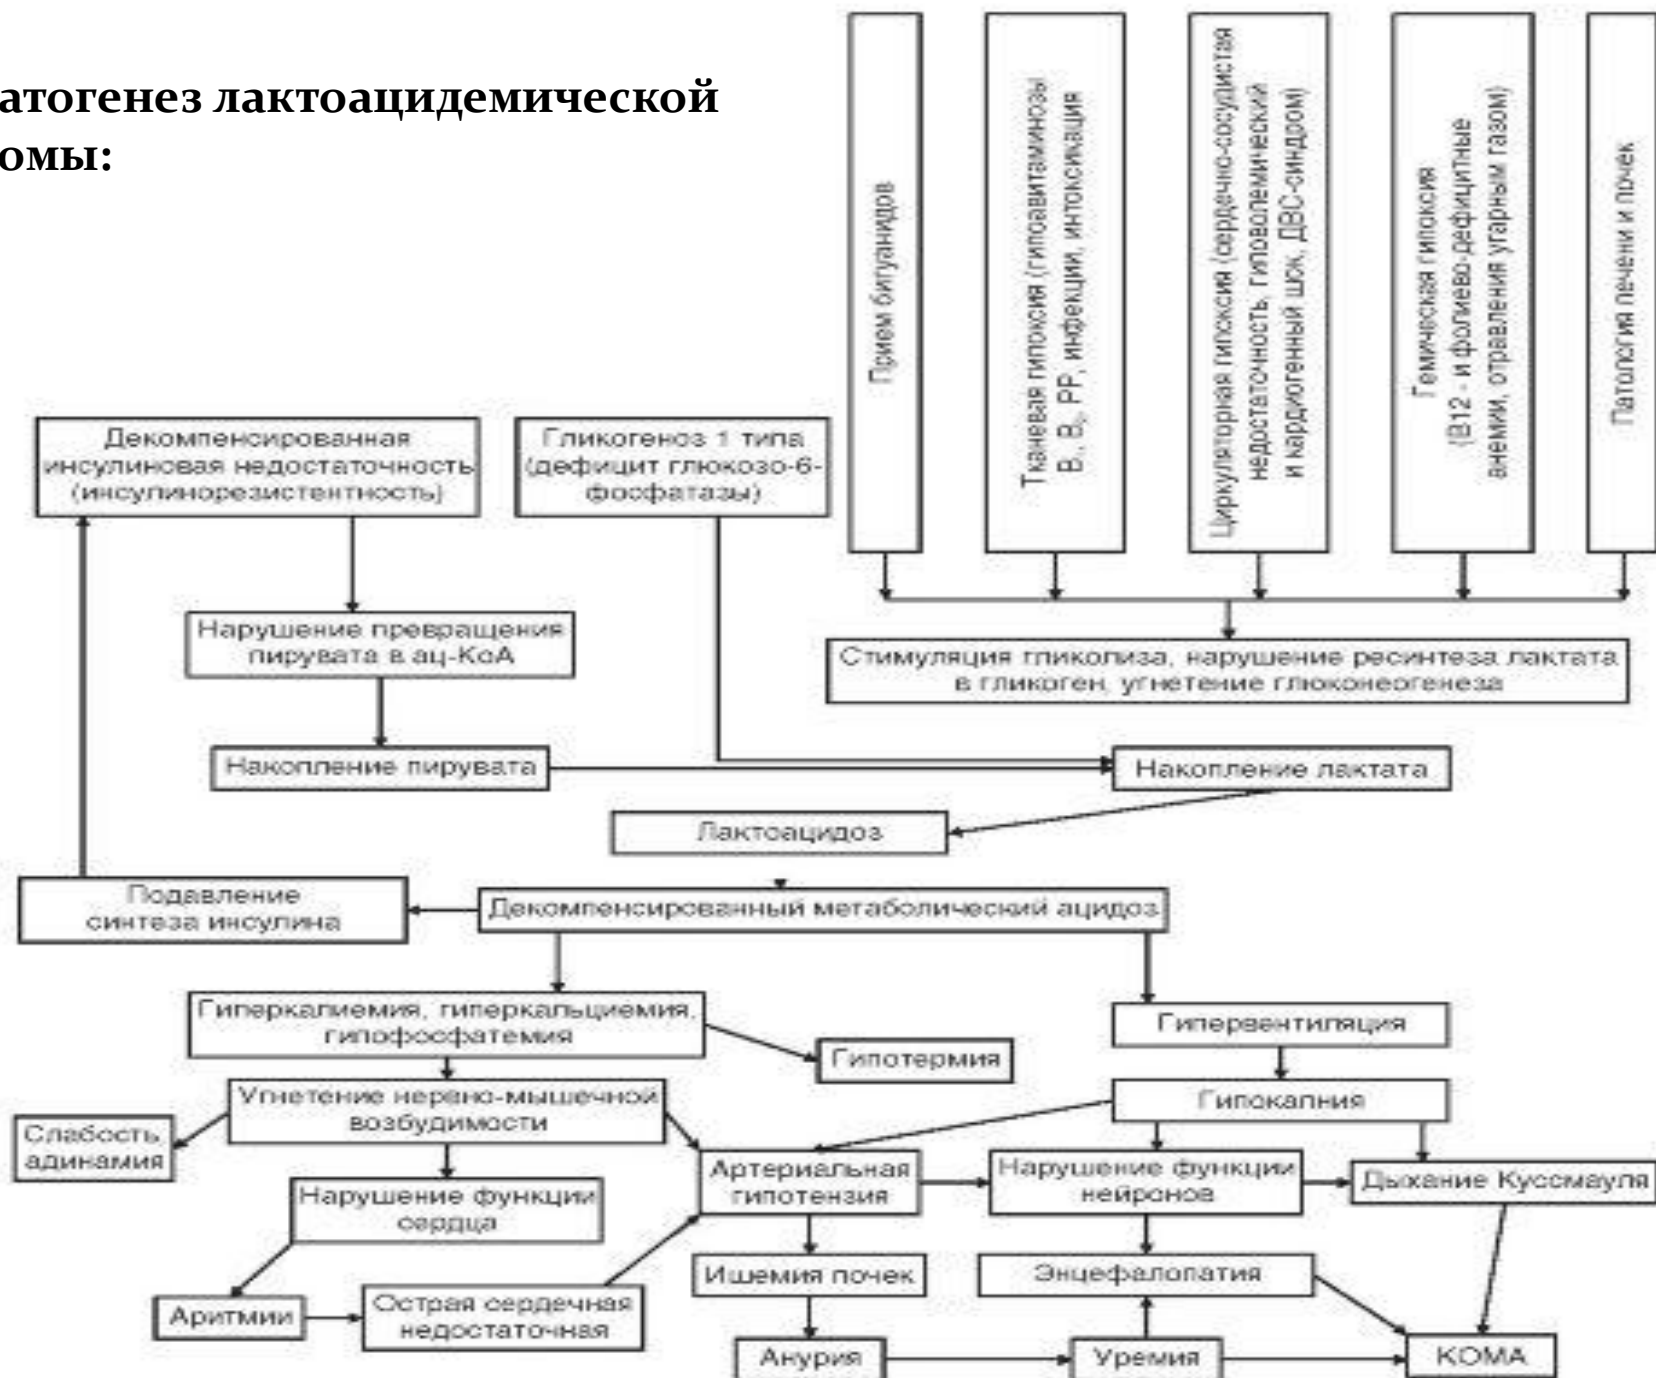 атогенез лактоацидемической
омы:
Прием бигуанидов
Тканевая гипоксия (гипоавитаминозы
В₁, В₂, РР, инфекции, интоксикация
Циркуляторная гипоксия (сердечно-сосудистая
недостаточность, гиповолемический
и кардиогенный шок, ДВС-синдром)
Гемическая гипоксия
(В12 - и фолиево-дефицитные
анемии, отравления угарным газом)
Патология печени и почек
Декомпенсированная
инсулиновая недостаточность
(инсулинорезистентность)
Гликогеноз 1 типа
(дефицит глюкозо-6-
фосфатазы)
Нарушение превращения
пирувата в ац-КоА
Стимуляция гликолиза, нарушение ресинтеза лактата
в гликоген, угнетение глюконеогенеза
Накопление пирувата
Накопление лактата
Лактоацидоз
Подавление
синтеза инсулина
Декомпенсированный метаболический ацидоз
Гиперкалиемия, гиперкальциемия,
гипофосфатемия
Гипервентиляция
Гипотермия
Угнетение нервно-мышечной
возбудимости
Гипокапния
Слабость
адинамия
Артериальная
гипотензия
Нарушение функции
нейронов
Дыхание Куссмауля
Нарушение функции
сердца
Ишемия почек
Энцефалопатия
Аритмии
Острая сердечная
недостаточная
Анурия
Уремия
КОМА